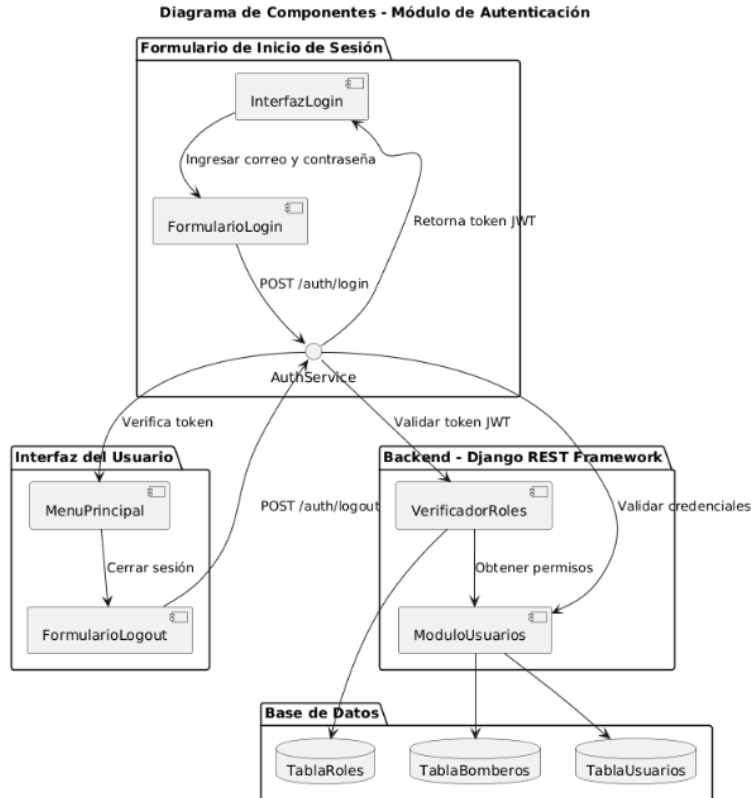 Diagrama de Componentes - Módulo de Autenticación
Formulario de Inicio de Sesión
InterfazLogin
Ingresar correo y contraseña
FormularioLogin
Retorna token JWT
POST /auth/login
AuthService
Verifica token
Validar token JWT
Interfaz del Usuario
Backend - Django REST Framework
MenuPrincipal
POST /auth/logout
VerificadorRoles
Validar credenciales
Cerrar sesión
Obtener permisos
FormularioLogout
ModuloUsuarios
Base de Datos
TablaRoles
TablaBomberos
TablaUsuarios